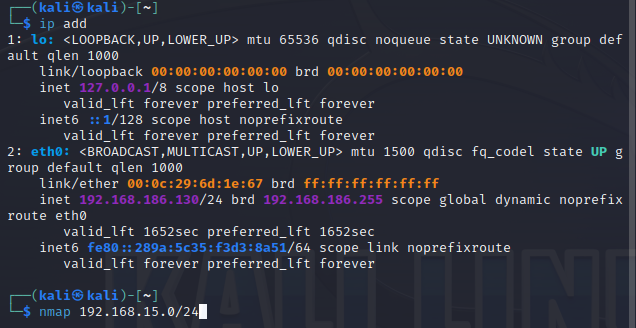 ┌──(kali㉿kali)-[~]
└─$ ip add
1: lo: <LOOPBACK,UP,LOWER_UP> mtu 65536 qdisc noqueue state UNKNOWN group def
ault qlen 1000
    link/loopback 00:00:00:00:00:00 brd 00:00:00:00:00:00
    inet 127.0.0.1/8 scope host lo
       valid_lft forever preferred_lft forever
    inet6 ::1/128 scope host noprefixroute
       valid_lft forever preferred_lft forever
2: eth0: <BROADCAST,MULTICAST,UP,LOWER_UP> mtu 1500 qdisc fq_codel state UP g
roup default qlen 1000
    link/ether 00:0c:29:6d:1e:67 brd ff:ff:ff:ff:ff:ff
    inet 192.168.186.130/24 brd 192.168.186.255 scope global dynamic noprefix
route eth0
       valid_lft 1652sec preferred_lft 1652sec
    inet6 fe80::289a:5c35:f3d3:8a51/64 scope link noprefixroute
       valid_lft forever preferred_lft forever
┌──(kali㉿kali)-[~]
└─$ nmap 192.168.15.0/24